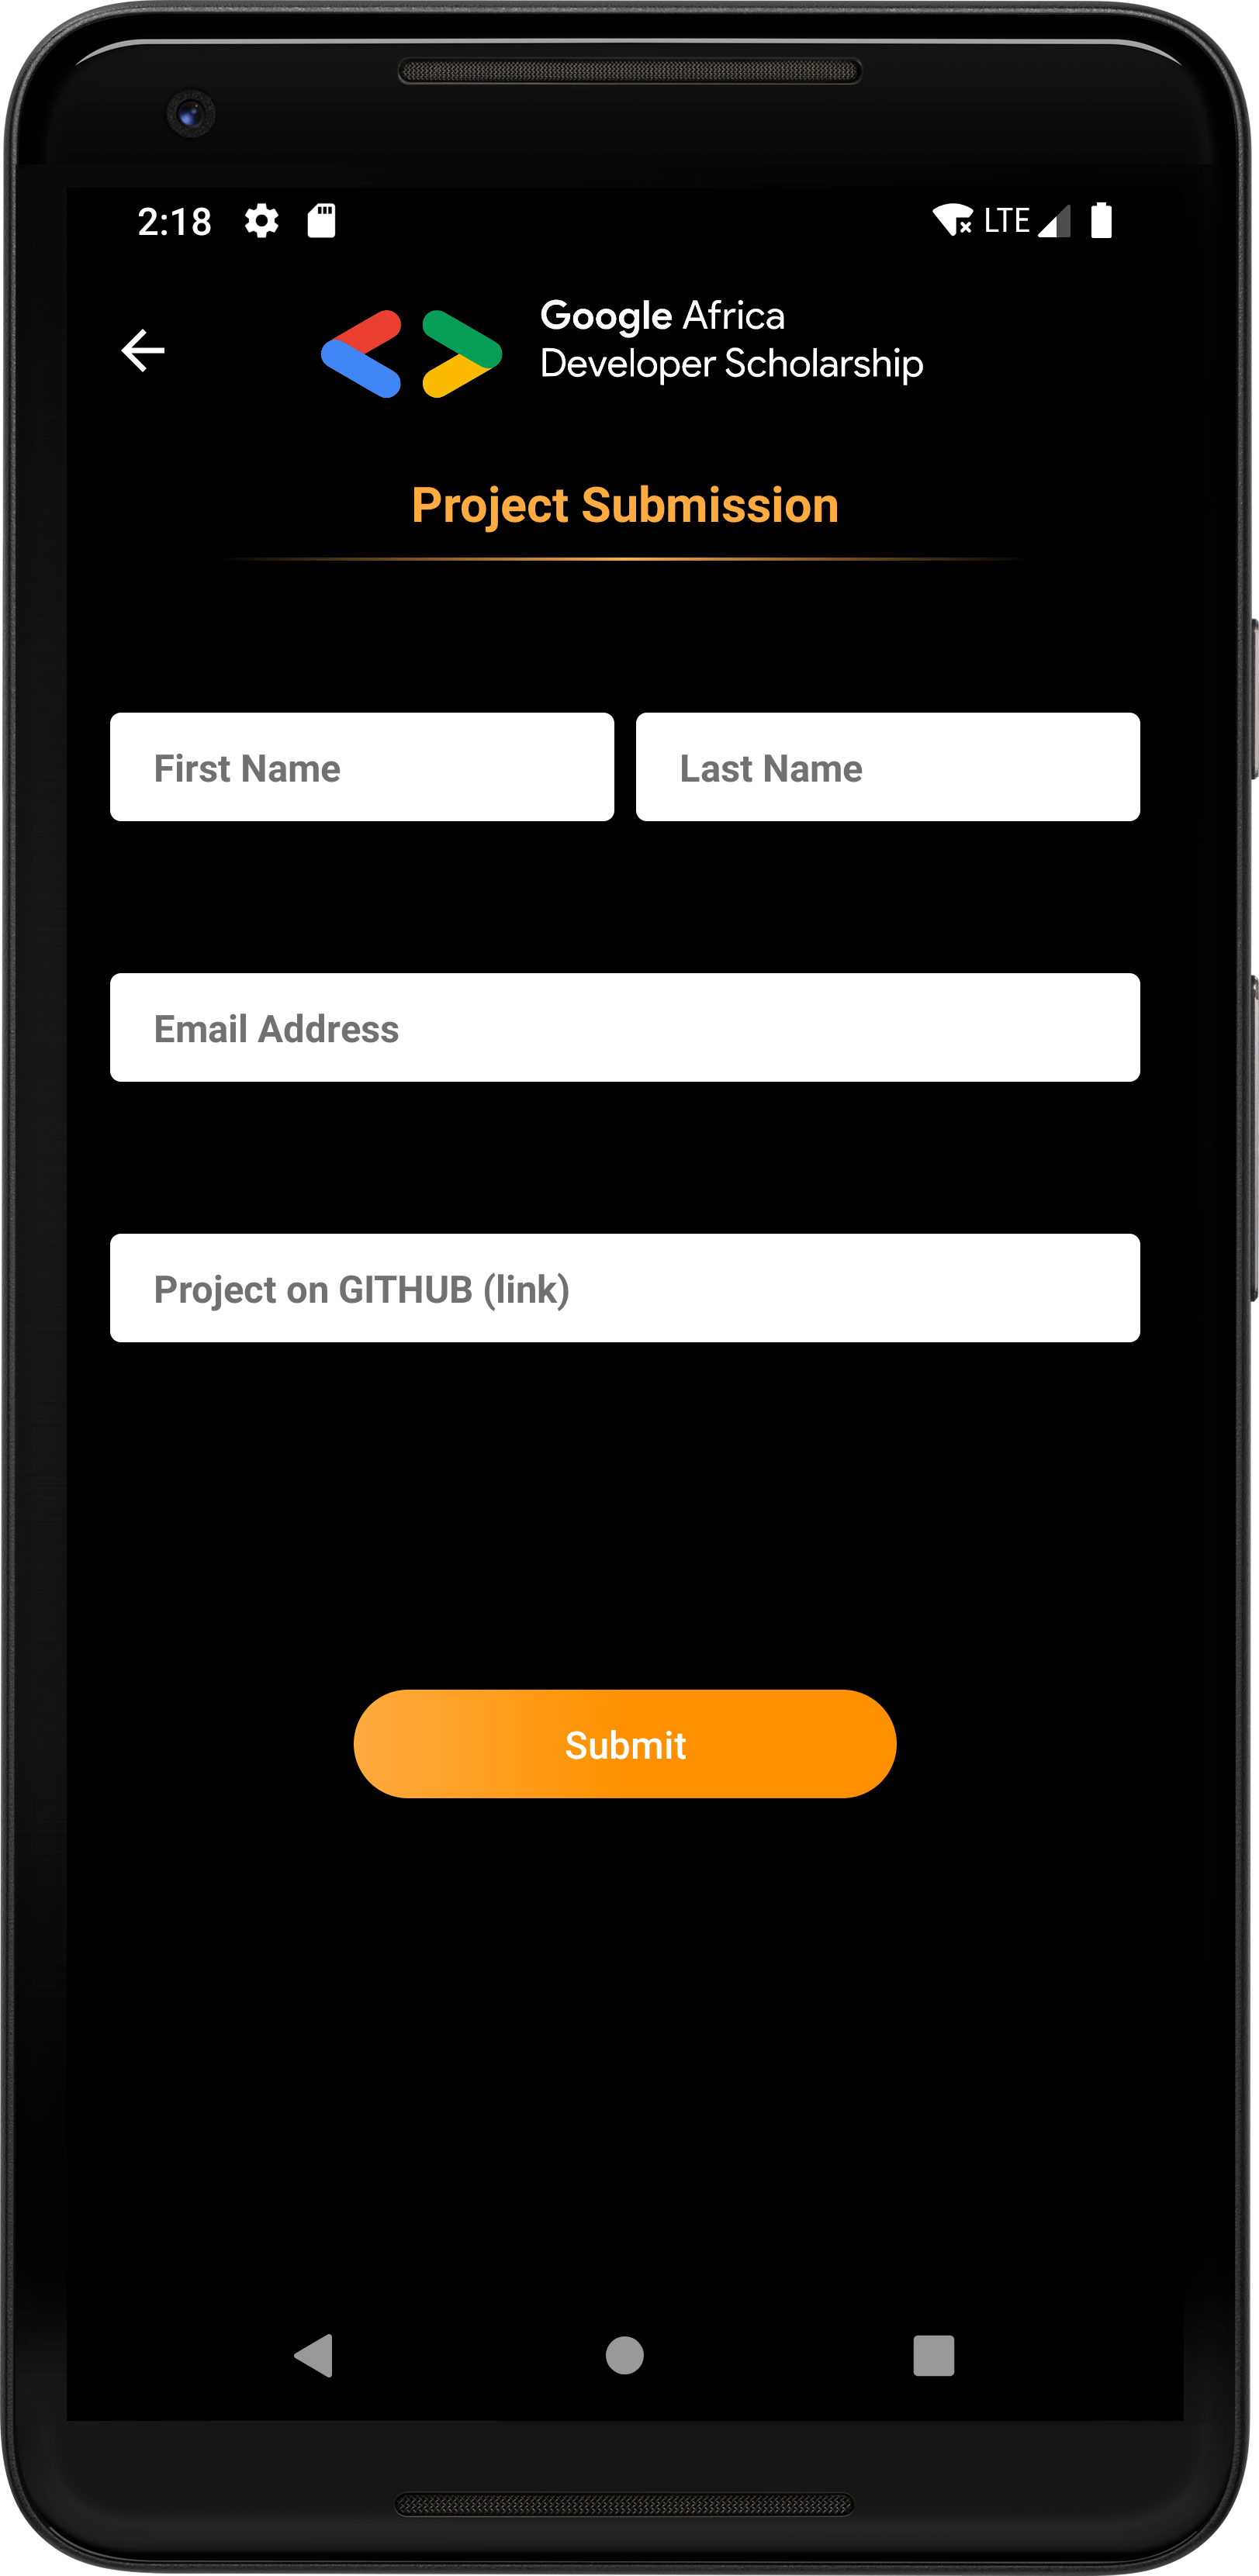 2:18 LTE
Google Africa
Developer Scholarship
Project Submission
First Name Last Name
Email Address
Project on GITHUB (link)
Submit